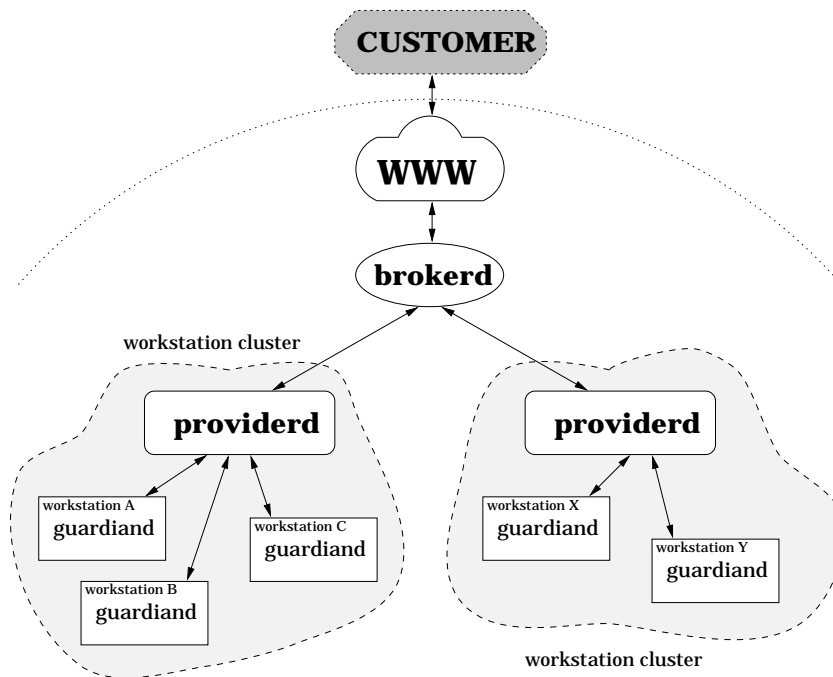 CUSTOMER
WWW
brokerd
workstation cluster
providerd
providerd
workstation A
guardiand
workstation C
guardiand
workstation B
guardiand
workstation X
guardiand
workstation Y
guardiand
workstation cluster